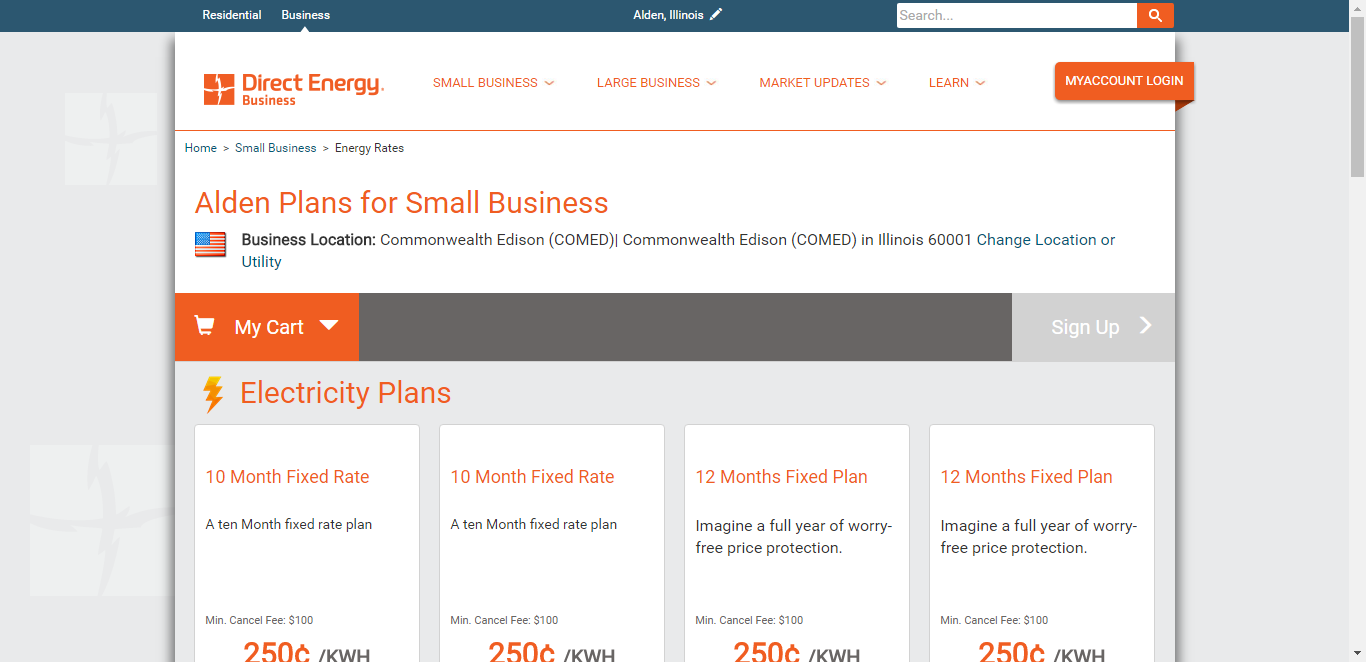 Residential Business Alden, Illinois Search...
Direct Energy.
Business
SMALL BUSINESS LARGE BUSINESS MARKET UPDATES LEARN MYACCOUNT LOGIN
Home > Small Business > Energy Rates
Alden Plans for Small Business
Business Location: Commonwealth Edison (COMED)| Commonwealth Edison (COMED) in Illinois 60001 Change Location or
Utility
My Cart Sign Up
Electricity Plans
10 Month Fixed Rate 10 Month Fixed Rate 12 Months Fixed Plan 12 Months Fixed Plan
A ten Month fixed rate plan A ten Month fixed rate plan Imagine a full year of worry- Imagine a full year of worry-
free price protection. free price protection.
Min. Cancel Fee: $100 Min. Cancel Fee: $100 Min. Cancel Fee: $100 Min. Cancel Fee: $100
250¢ /KWH 250¢ /KWH 250¢ /KWH 250¢ /KWH